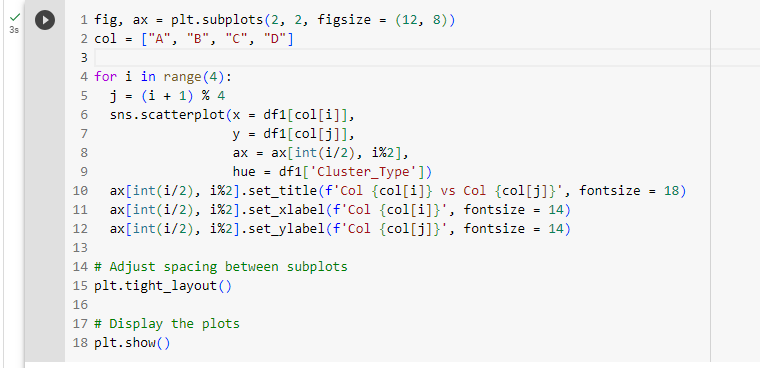 3s
1 fig, ax = plt.subplots(2, 2, figsize = (12, 8))
2 col = ["A", "B", "C", "D"]
3
4 for i in range(4):
5   j = (i + 1) % 4
6   sns.scatterplot(x = df1[col[i]],
7                   y = df1[col[j]],
8                   ax = ax[int(i/2), i%2],
9                   hue = df1['Cluster_Type'])
10   ax[int(i/2), i%2].set_title(f'Col {col[i]} vs Col {col[j]}', fontsize = 18)
11   ax[int(i/2), i%2].set_xlabel(f'Col {col[i]}', fontsize = 14)
12   ax[int(i/2), i%2].set_ylabel(f'Col {col[j]}', fontsize = 14)
13
14 # Adjust spacing between subplots
15 plt.tight_layout()
16
17 # Display the plots
18 plt.show()